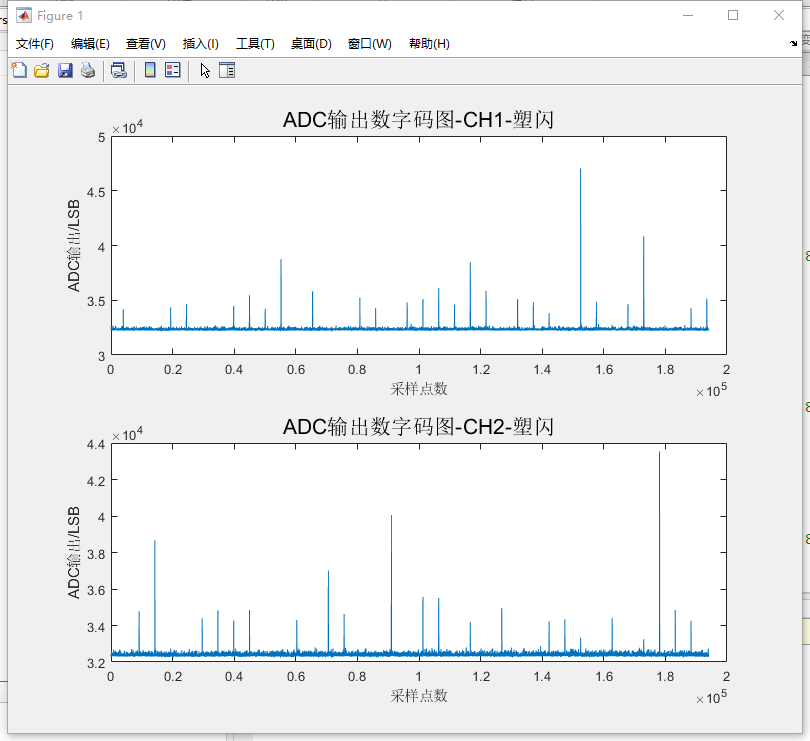 Figure 1
文件(F) 编辑(E) 查看(V) 插入(I) 工具(T) 桌面(D) 窗口(W) 帮助(H)
ADC输出数字码图-CH1-塑闪
×10^4
5
4.5
4
3.5
3
ADC输出/LSB
0 0.2 0.4 0.6 0.8 1 1.2 1.4 1.6 1.8 2
采样点数
×10^5
ADC输出数字码图-CH2-塑闪
×10^4
4.4
4.2
4
3.8
3.6
3.4
3.2
ADC输出/LSB
0 0.2 0.4 0.6 0.8 1 1.2 1.4 1.6 1.8 2
采样点数
×10^5